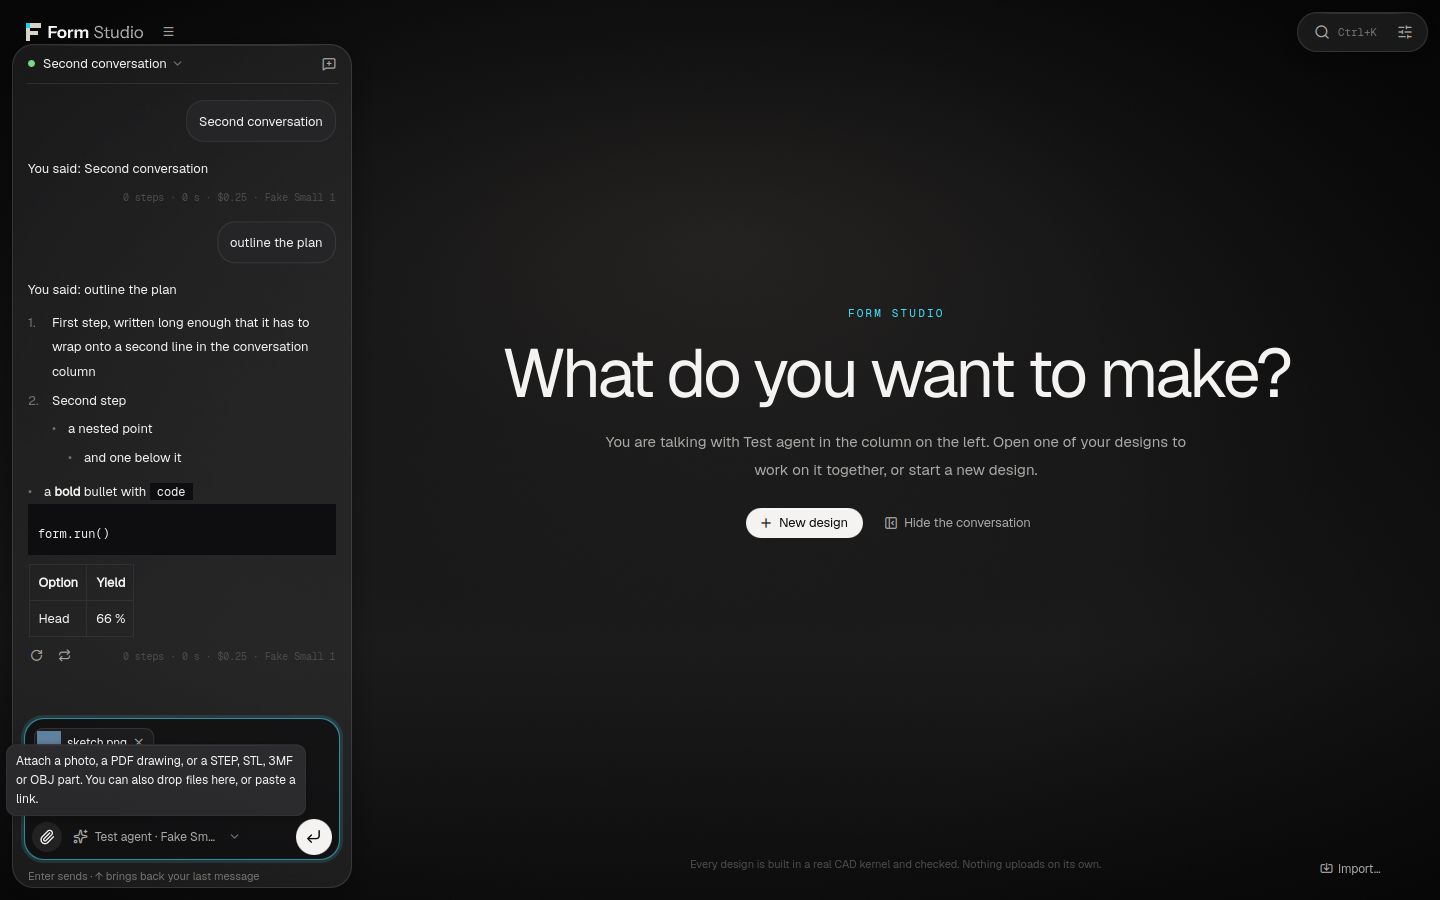 Form Studio
Ctrl+K
Second conversation
Second conversation
You said: Second conversation
0 steps · 0 s · $0.25 · Fake Small 1
outline the plan
You said: outline the plan
1. First step, written long enough that it has to
wrap onto a second line in the conversation
column
2. Second step
• a nested point
• and one below it
• a bold bullet with code
form.run()
Option Yield
Head 66 %
0 steps · 0 s · $0.25 · Fake Small 1
sketch.png
Attach a photo, a PDF drawing, or a STEP, STL, 3MF
or OBJ part. You can also drop files here, or paste a
link.
Test agent · Fake Sm…
Enter sends · ↑ brings back your last message
FORM STUDIO
What do you want to make?
You are talking with Test agent in the column on the left. Open one of your designs to
work on it together, or start a new design.
New design
Hide the conversation
Every design is built in a real CAD kernel and checked. Nothing uploads on its own.
Import…